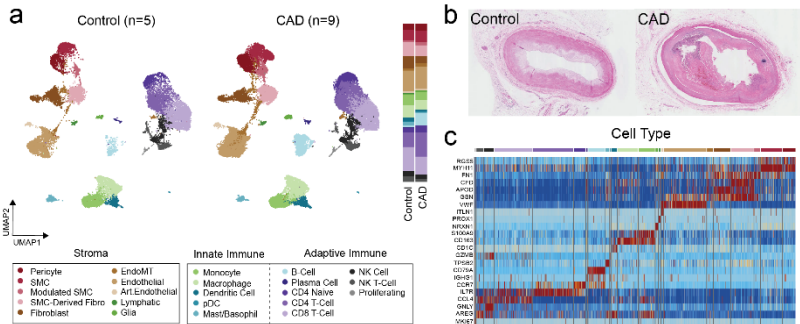 a
Control (n=5)
CAD (n=9)
Control
CAD
UMAP2
UMAP1
Stroma
Pericyte
SMC
Modulated SMC
SMC-Derived Fibro
Fibroblast
EndoMT
Endothelial
Art.Endothelial
Lymphatic
Glia
Innate Immune
Monocyte
Macrophage
Dendritic Cell
pDC
Mast/Basophil
Adaptive Immune
B-Cell
Plasma Cell
CD4 Naive
CD4 T-Cell
CD8 T-Cell
NK Cell
NK T-Cell
Proliferating
b
Control
CAD
c
Cell Type
RGS5
MYH11
FN1
CFD
APOD
BGN
VWF
ITLN1
PROX1
NRXN1
S100A9
CD163
CD1C
GZMB
TPSB2
CD79A
IGHG1
CCR7
IL7R
CCL4
GNLY
AREG
MKI67